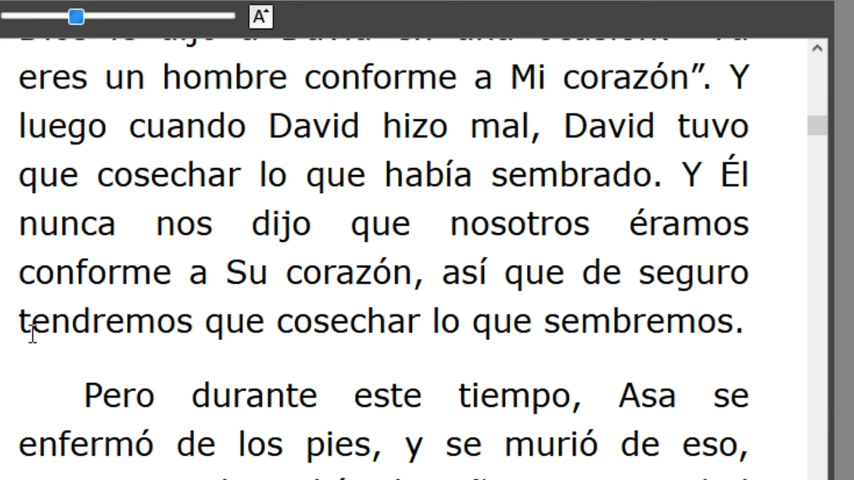 A
eres un hombre conforme a Mi corazón”. Y
luego cuando David hizo mal, David tuvo
que cosechar lo que había sembrado. Y Él
nunca nos dijo que nosotros éramos
conforme a Su corazón, así que de seguro
tendremos que cosechar lo que sembremos.
Pero durante este tiempo, Asa se
enfermó de los pies, y se murió de eso,